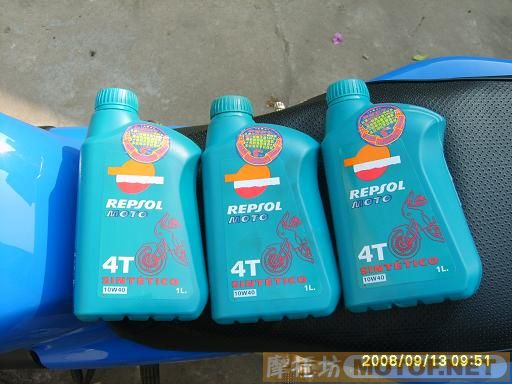 REPSOL
MOTO
4T
SINTETICO
10W40
1L.
REPSOL
MOTO
4T
SINTETICO
10W40
1L.
REPSOL
MOTO
4T
SINTETICO
10W40
1L.
摩托坊 MOTOF.NET
2008/09/13 09:51